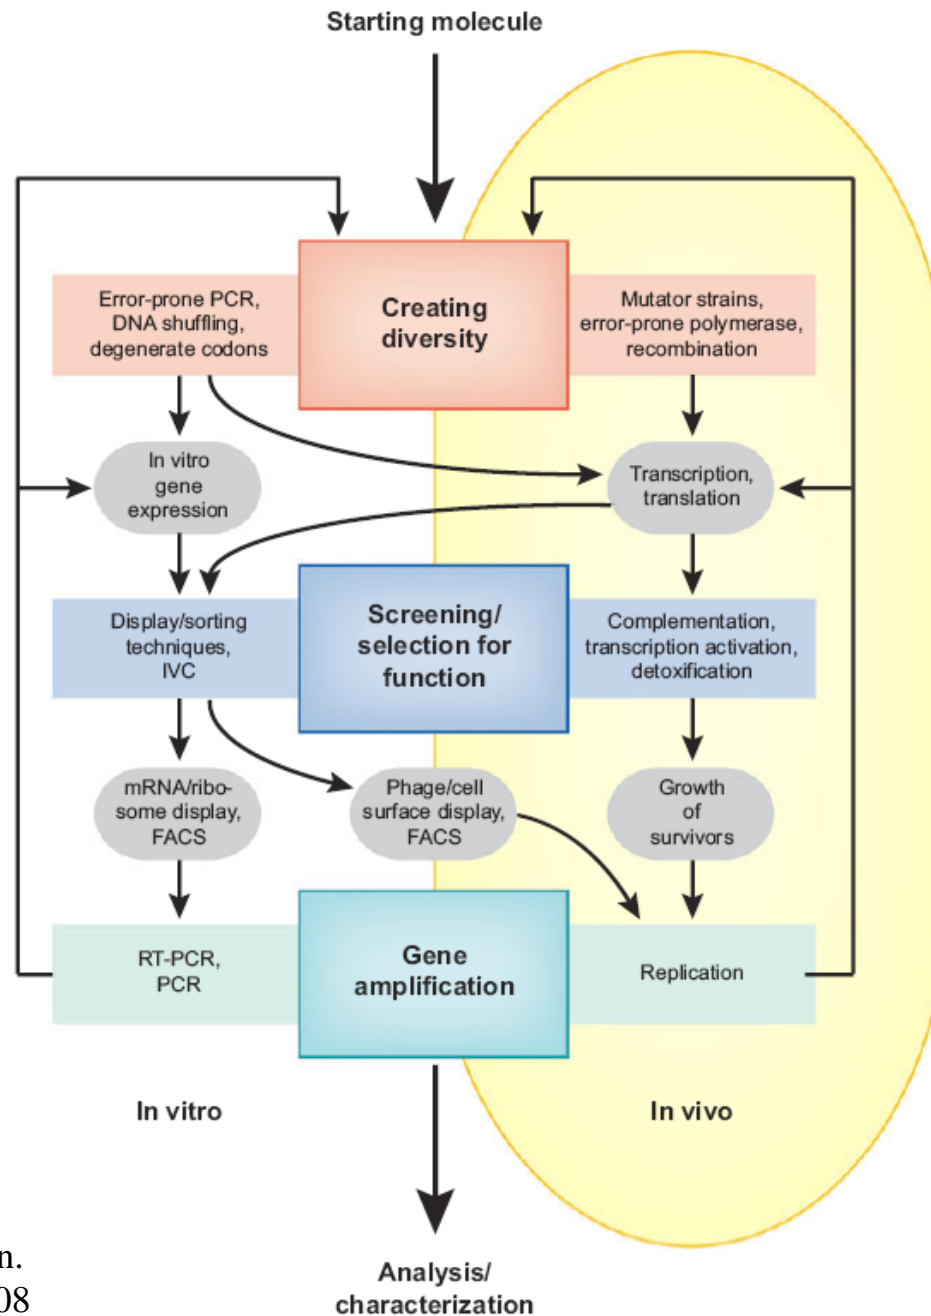 Starting molecule
Error-prone PCR,
DNA shuffling,
degenerate codons
Creating
diversity
Mutator strains,
error-prone polymerase,
recombination
In vitro
gene
expression
Transcription,
translation
Display/sorting
techniques,
IVC
Screening/
selection for
function
Complementation,
transcription activation,
detoxification
mRNA/ribo-
some display,
FACS
Phage/cell
surface display,
FACS
Growth
of
survivors
RT-PCR,
PCR
Gene
amplification
Replication
In vitro
In vivo
n.
08
Analysis/
characterization